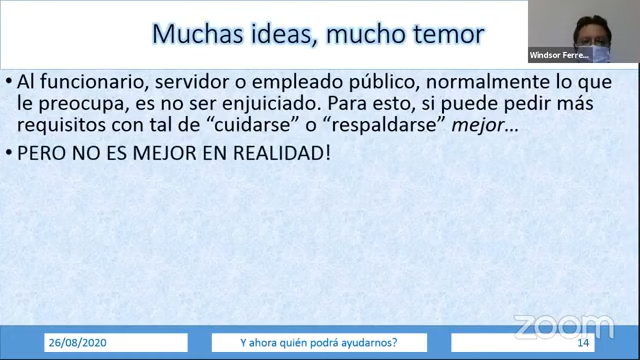 Muchas ideas, mucho temor
Windsor Ferre...
• Al funcionario, servidor o empleado público, normalmente lo que
le preocupa, es no ser enjuiciado. Para esto, si puede pedir más
requisitos con tal de “cuidarse” o “respaldarse” mejor…
• PERO NO ES MEJOR EN REALIDAD!
zoom
26/08/2020
Y ahora quién podrá ayudarnos?
14